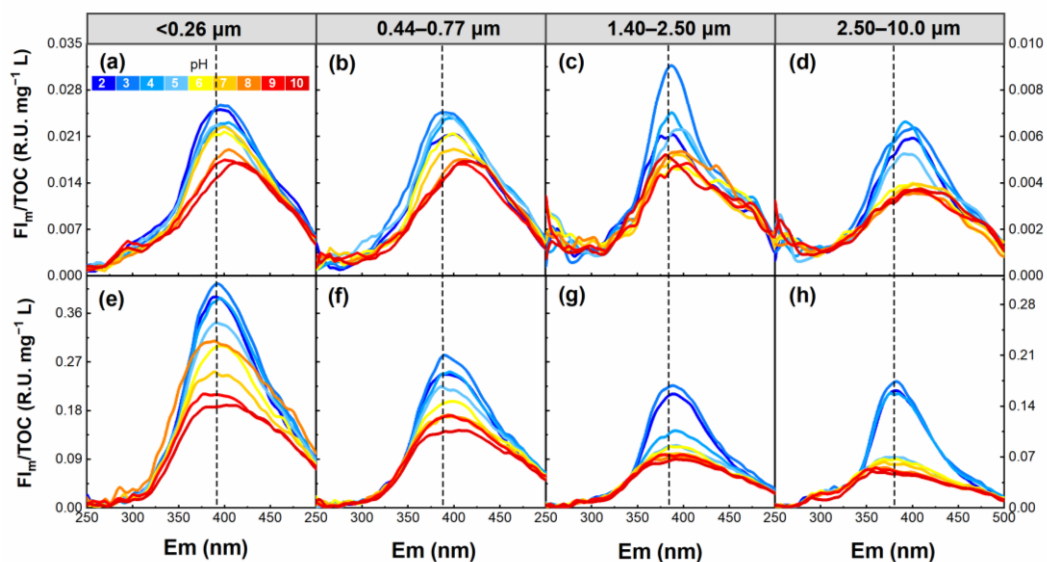 <0.26 μm 0.44–0.77 μm 1.40–2.50 μm 2.50–10.0 μm
0.035 (a) (b) (c) (d) 0.010
pH
2 3 4 5 6 7 8 9 10
0.028 0.008
0.021 0.006
0.014 0.004
0.007 0.002
0.000 0.000
FIm/TOC (R.U. mg⁻¹ L)
(e) (f) (g) (h)
0.36 0.28
0.27 0.21
0.18 0.14
0.09 0.07
0.00 0.00
FIm/TOC (R.U. mg⁻¹ L)
250 300 350 400 450 250 300 350 400 450 250 300 350 400 450 250 300 350 400 450 500
Em (nm) Em (nm) Em (nm) Em (nm)